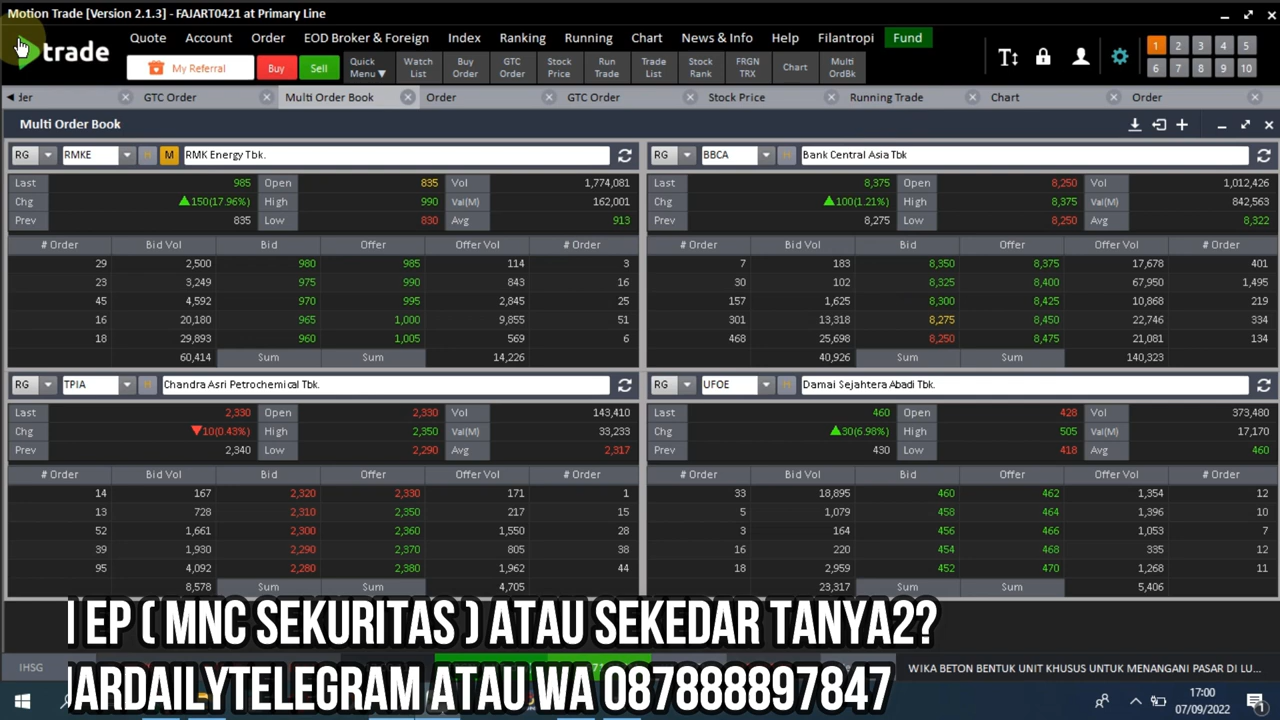 Motion Trade [Version 2.1.3] - FAJART0421 at Primary Line
trade
Quote Account Order EOD Broker & Foreign Index Ranking Running Chart News & Info Help Filantropi Fund
My Referral Buy Sell Quick Menu▼ Watch List Buy Order GTC Order Stock Price Run Trade Trade List Stock Rank FRGN TRX Chart Multi OrdBk
1 2 3 4 5
6 7 8 9 10
der GTC Order Multi Order Book Order GTC Order Stock Price Running Trade Chart Order
Multi Order Book
RG RMKE H M RMK Energy Tbk.
Last 985 Open 835 Vol 1,774,081
Chg ▲150(17.96%) High 990 Val(M) 162,001
Prev 835 Low 830 Avg 913
# Order Bid Vol Bid Offer Offer Vol # Order
29 2,500 980 985 114 3
23 3,249 975 990 843 16
45 4,592 970 995 2,845 25
16 20,180 965 1,000 9,855 51
18 29,893 960 1,005 569 6
60,414 Sum Sum 14,226
RG BBCA H Bank Central Asia Tbk
Last 8,375 Open 8,250 Vol 1,012,426
Chg ▲100(1.21%) High 8,375 Val(M) 842,563
Prev 8,275 Low 8,250 Avg 8,322
# Order Bid Vol Bid Offer Offer Vol # Order
7 183 8,350 8,375 17,678 401
30 102 8,325 8,400 67,950 1,495
157 1,625 8,300 8,425 10,868 219
301 13,318 8,275 8,450 22,746 334
468 25,698 8,250 8,475 21,081 134
40,926 Sum Sum 140,323
RG TPIA H Chandra Asri Petrochemical Tbk.
Last 2,330 Open 2,330 Vol 143,410
Chg ▼10(0.43%) High 2,350 Val(M) 33,233
Prev 2,340 Low 2,290 Avg 2,317
# Order Bid Vol Bid Offer Offer Vol # Order
14 167 2,320 2,330 171 1
13 728 2,310 2,350 217 15
52 1,661 2,300 2,360 1,550 28
39 1,930 2,290 2,370 805 38
95 4,092 2,280 2,380 1,962 44
8,578 Sum Sum 4,705
RG UFOE H Damai Sejahtera Abadi Tbk.
Last 460 Open 428 Vol 373,480
Chg ▲30(6.98%) High 505 Val(M) 17,170
Prev 430 Low 418 Avg 460
# Order Bid Vol Bid Offer Offer Vol # Order
33 18,895 460 462 1,354 12
5 1,079 458 464 1,396 10
3 164 456 466 1,053 7
16 220 454 468 335 12
18 2,959 452 470 1,268 11
23,317 Sum Sum 5,406
I EP ( MNC SEKURITAS ) ATAU SEKEDAR TANYA2?
IHSG WIKA BETON BENTUK UNIT KHUSUS UNTUK MENANGANI PASAR DI LU...
JARDAILYTELEGRAM ATAU WA 087888897847
17:00
07/09/2022
1